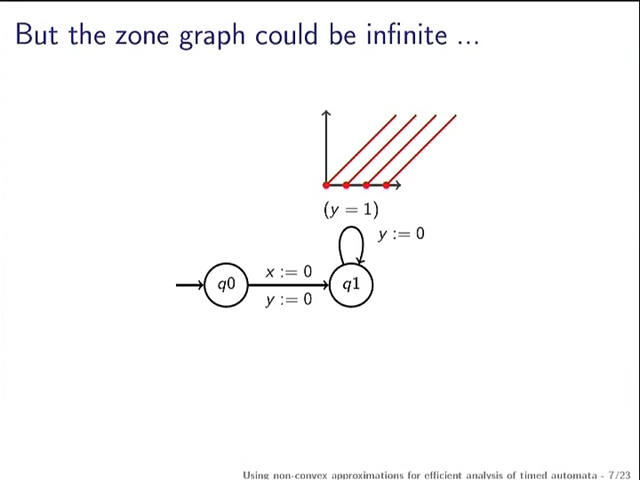 But the zone graph could be infinite ...
(y = 1)
y := 0
x := 0
q0
q1
y := 0
Using non-convex approximations for efficient analysis of timed automata - 7/23